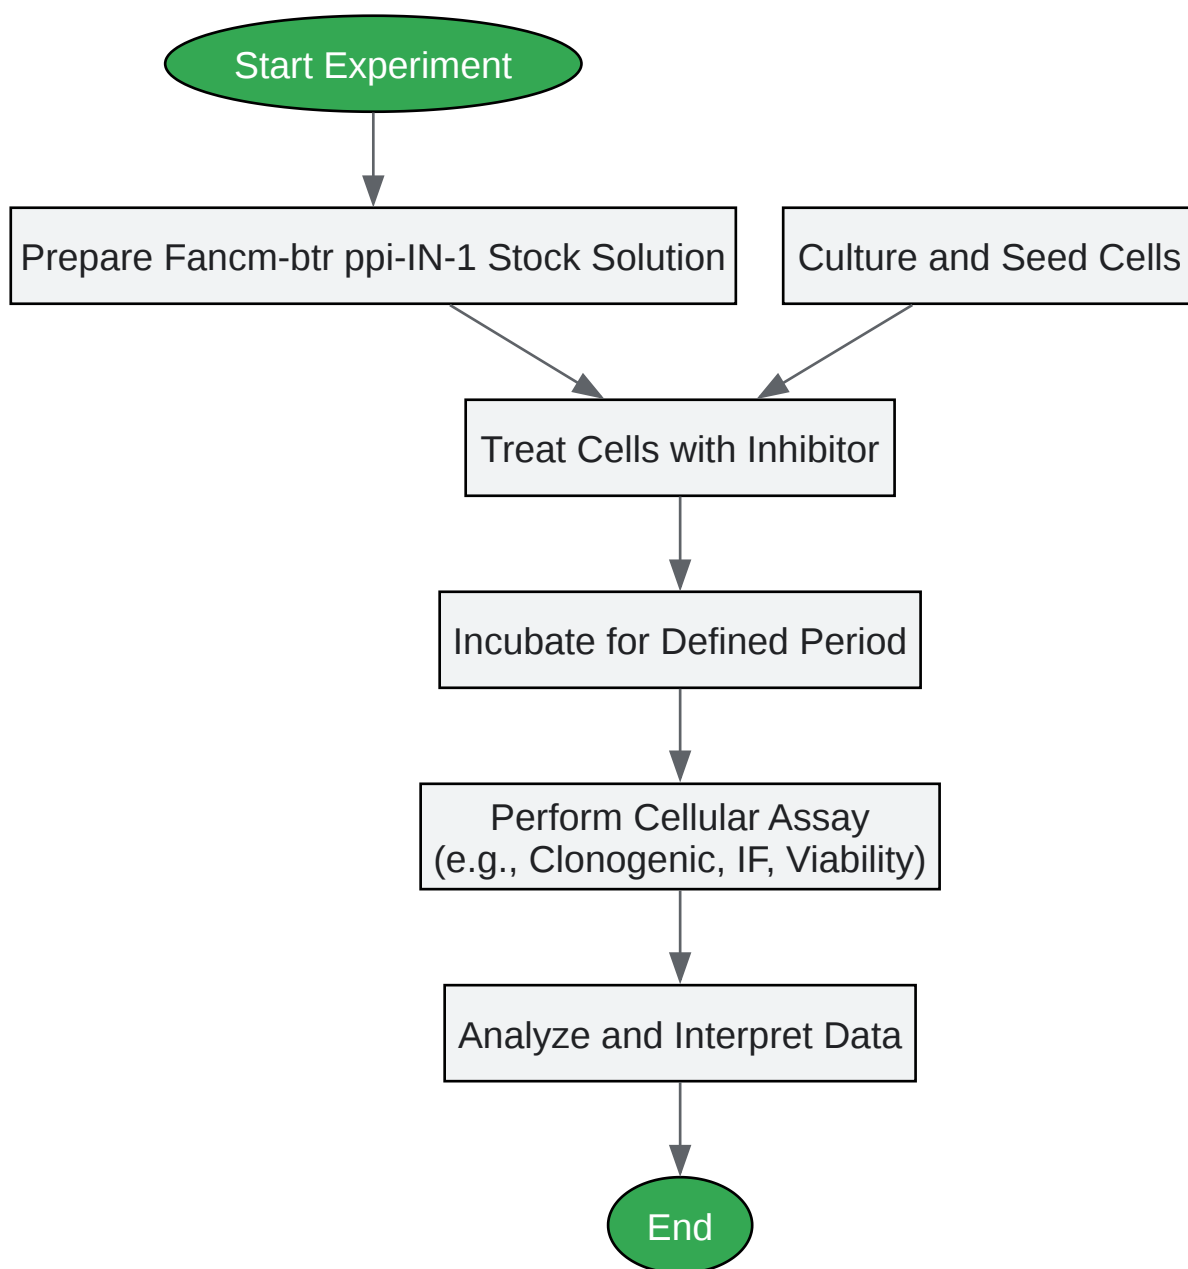 Start Experiment
Prepare Fancm-btr ppi-IN-1 Stock Solution
Culture and Seed Cells
Treat Cells with Inhibitor
Incubate for Defined Period
Perform Cellular Assay
(e.g., Clonogenic, IF, Viability)
Analyze and Interpret Data
End